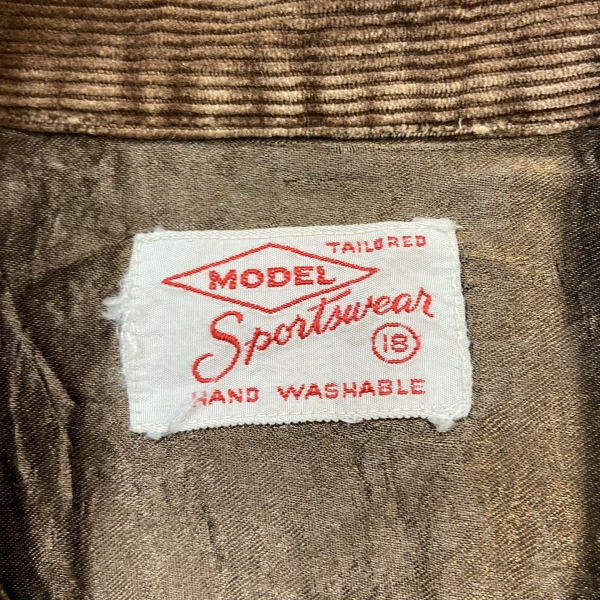 TAILORED
MODEL
Sportswear
18
HAND WASHABLE